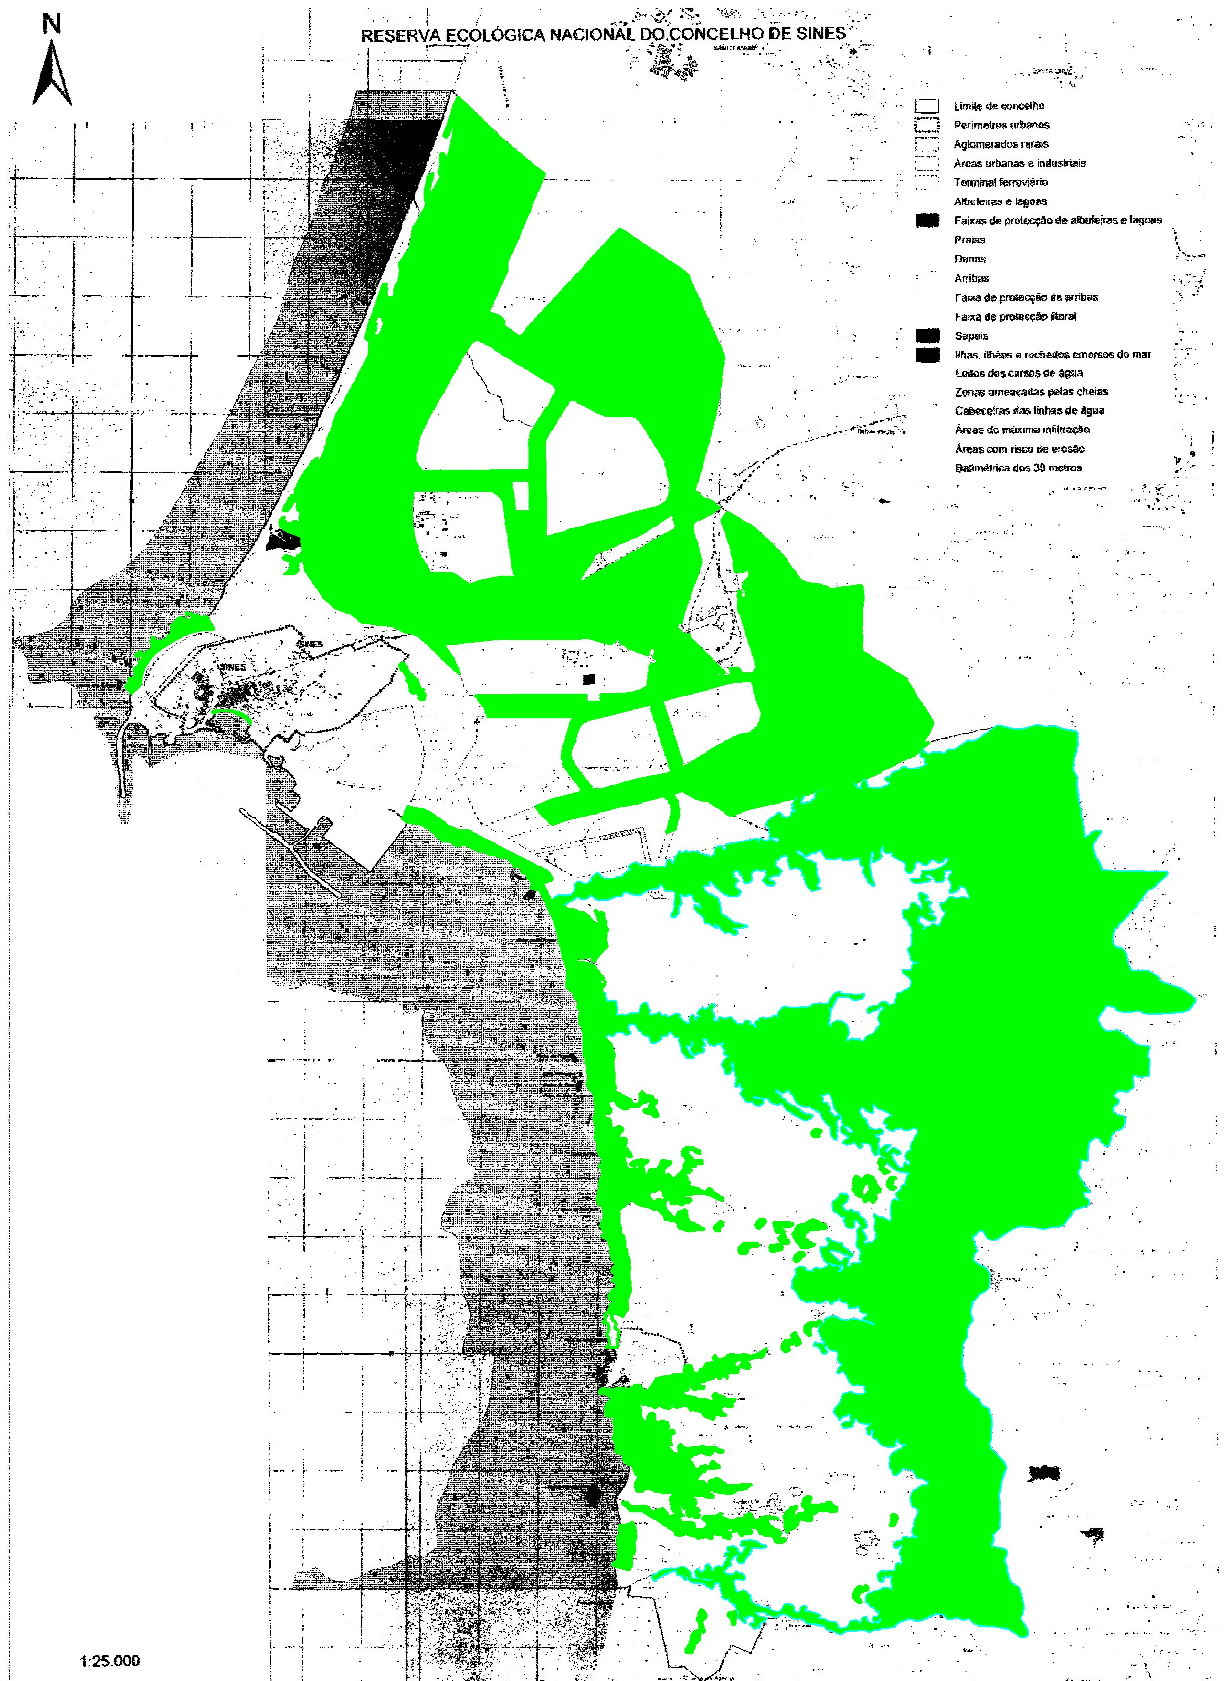 N
RESERVA ECOLÓGICA NACIONAL DO CONCELHO DE SINES
Limite de concelho
Perímetros urbanos
Aglomerados rurais
Áreas urbanas e industriais
Terminal ferroviário
Albufeiras e lagoas
Faixas de protecção de albufeiras e lagoas
Praias
Dunas
Arribas
Faixa de protecção às arribas
Faixa de protecção litoral
Sapais
Ilhas, ilhéus e rochedos emersos do mar
Leitos dos cursos de água
Zonas ameaçadas pelas cheias
Cabeceiras das linhas de água
Áreas de máxima infiltração
Áreas com risco de erosão
Batimétrica dos 30 metros
SINES
SINES
1:25.000